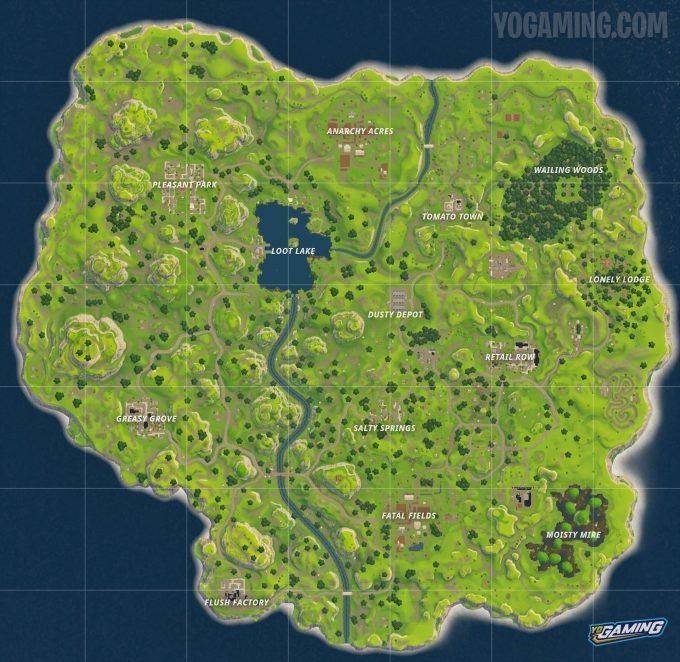 YOGAMING.COM
ANARCHY ACRES
WAILING WOODS
PLEASANT PARK
TOMATO TOWN
LOOT LAKE
LONELY LODGE
DUSTY DEPOT
RETAIL ROW
GREASY GROVE
SALTY SPRINGS
FATAL FIELDS
MOISTY MIRE
FLUSH FACTORY
YO GAMING